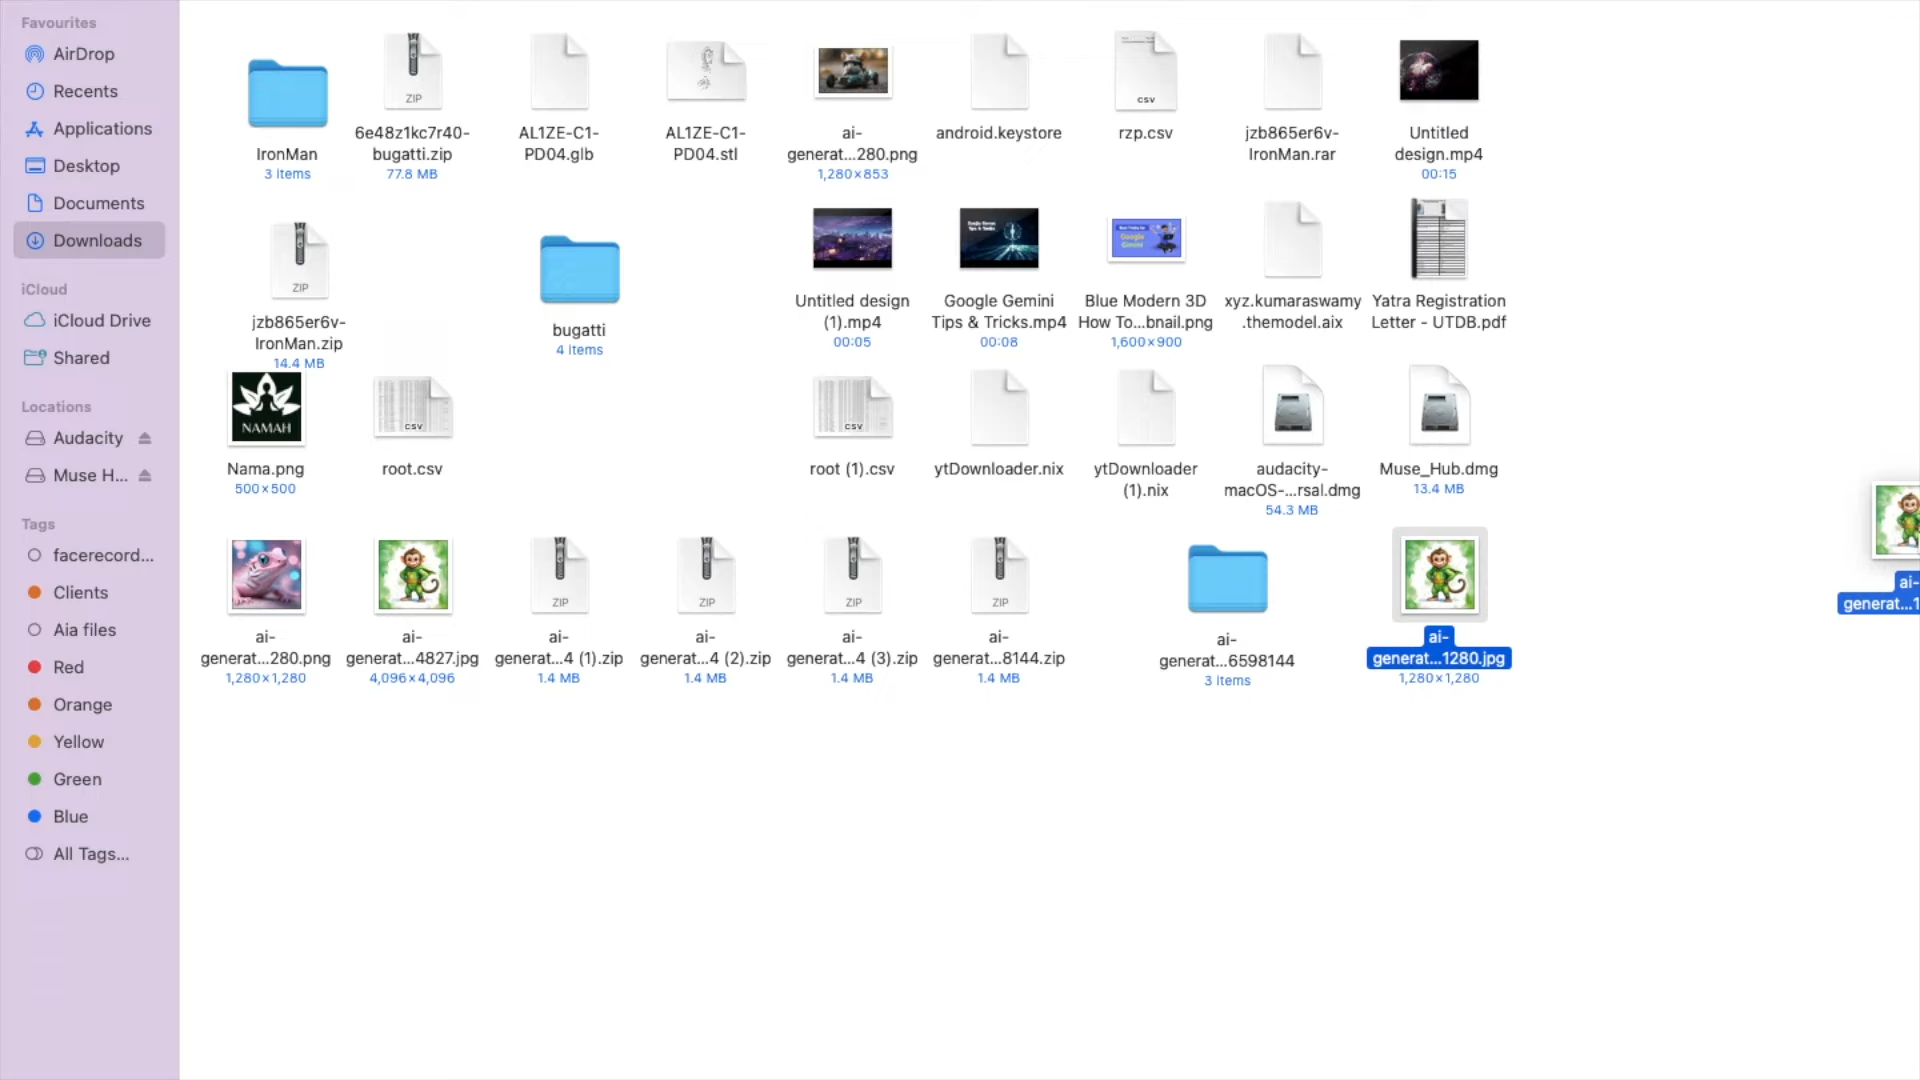 Favourites
AirDrop
Recents
Applications
Desktop
Documents
Downloads
iCloud
iCloud Drive
Shared
Locations
Audacity
Muse H...
Tags
facerecord...
Clients
Aia files
Red
Orange
Yellow
Green
Blue
All Tags...
ZIP
CSV
IronMan
3 items
6e48z1kc7r40-
bugatti.zip
77.8 MB
AL1ZE-C1-
PD04.glb
AL1ZE-C1-
PD04.stl
ai-
generat...280.png
1,280×853
android.keystore
rzp.csv
jzb865er6v-
IronMan.rar
Untitled
design.mp4
00:15
ZIP
jzb865er6v-
IronMan.zip
14.4 MB
bugatti
4 items
Untitled design
(1).mp4
00:05
Google Gemini
Tips & Tricks.mp4
00:08
Google
Gemini
Blue Modern 3D
How To...bnail.png
1,600×900
xyz.kumaraswamy
.themodel.aix
Yatra Registration
Letter - UTDB.pdf
NAMAH
Nama.png
500×500
CSV
root.csv
CSV
root (1).csv
ytDownloader.nix
ytDownloader
(1).nix
audacity-
macOS-...rsal.dmg
54.3 MB
Muse_Hub.dmg
13.4 MB
ai-
generat...1
ai-
generat...280.png
1,280×1,280
ai-
generat...4827.jpg
4,096×4,096
ZIP
ai-
generat...4 (1).zip
1.4 MB
ZIP
ai-
generat...4 (2).zip
1.4 MB
ZIP
ai-
generat...4 (3).zip
1.4 MB
ZIP
ai-
generat...8144.zip
1.4 MB
ai-
generat...6598144
3 items
ai-
generat...1280.jpg
1,280×1,280